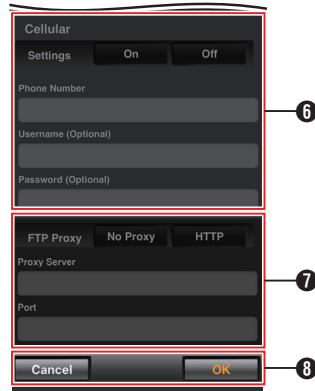 Cellular
Settings On Off
Phone Number
Username (Optional)
Password (Optional)
6
FTP Proxy No Proxy HTTP
Proxy Server
Port
7
Cancel OK
8